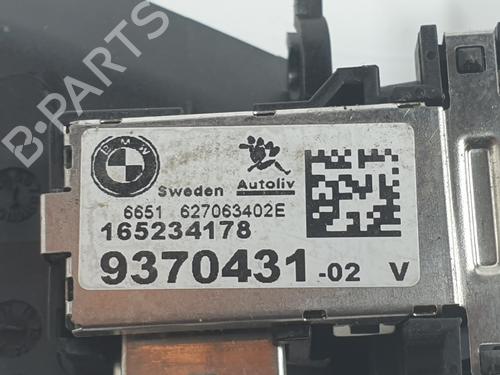 B-PARTS
BMW
Sweden Autoliv
6651 627063402E
165234178
9370431-02 V